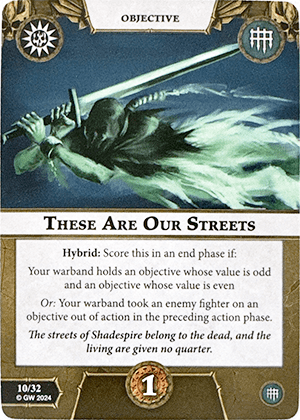 OBJECTIVE
THESE ARE OUR STREETS
Hybrid: Score this in an end phase if:
Your warband holds an objective whose value is odd
and an objective whose value is even
Or: Your warband took an enemy fighter on an
objective out of action in the preceding action phase.
The streets of Shadespire belong to the dead, and the
living are given no quarter.
10/32
© GW 2024
1